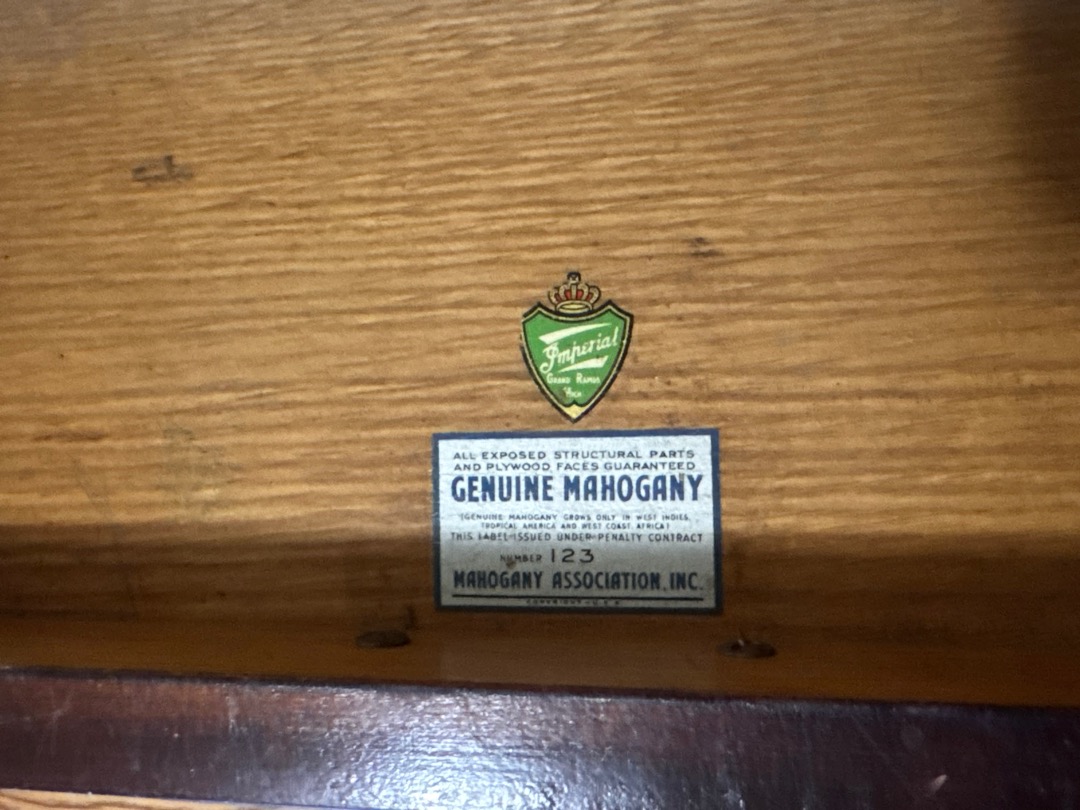 Imperial
GRAND RAPIDS
MICH
ALL EXPOSED STRUCTURAL PARTS
AND PLYWOOD FACES GUARANTEED
GENUINE MAHOGANY
(GENUINE MAHOGANY GROWS ONLY IN WEST INDIES,
TROPICAL AMERICA AND WEST COAST AFRICA)
THIS LABEL ISSUED UNDER PENALTY CONTRACT
NUMBER 123
MAHOGANY ASSOCIATION, INC.
COPYRIGHT U.S.A.